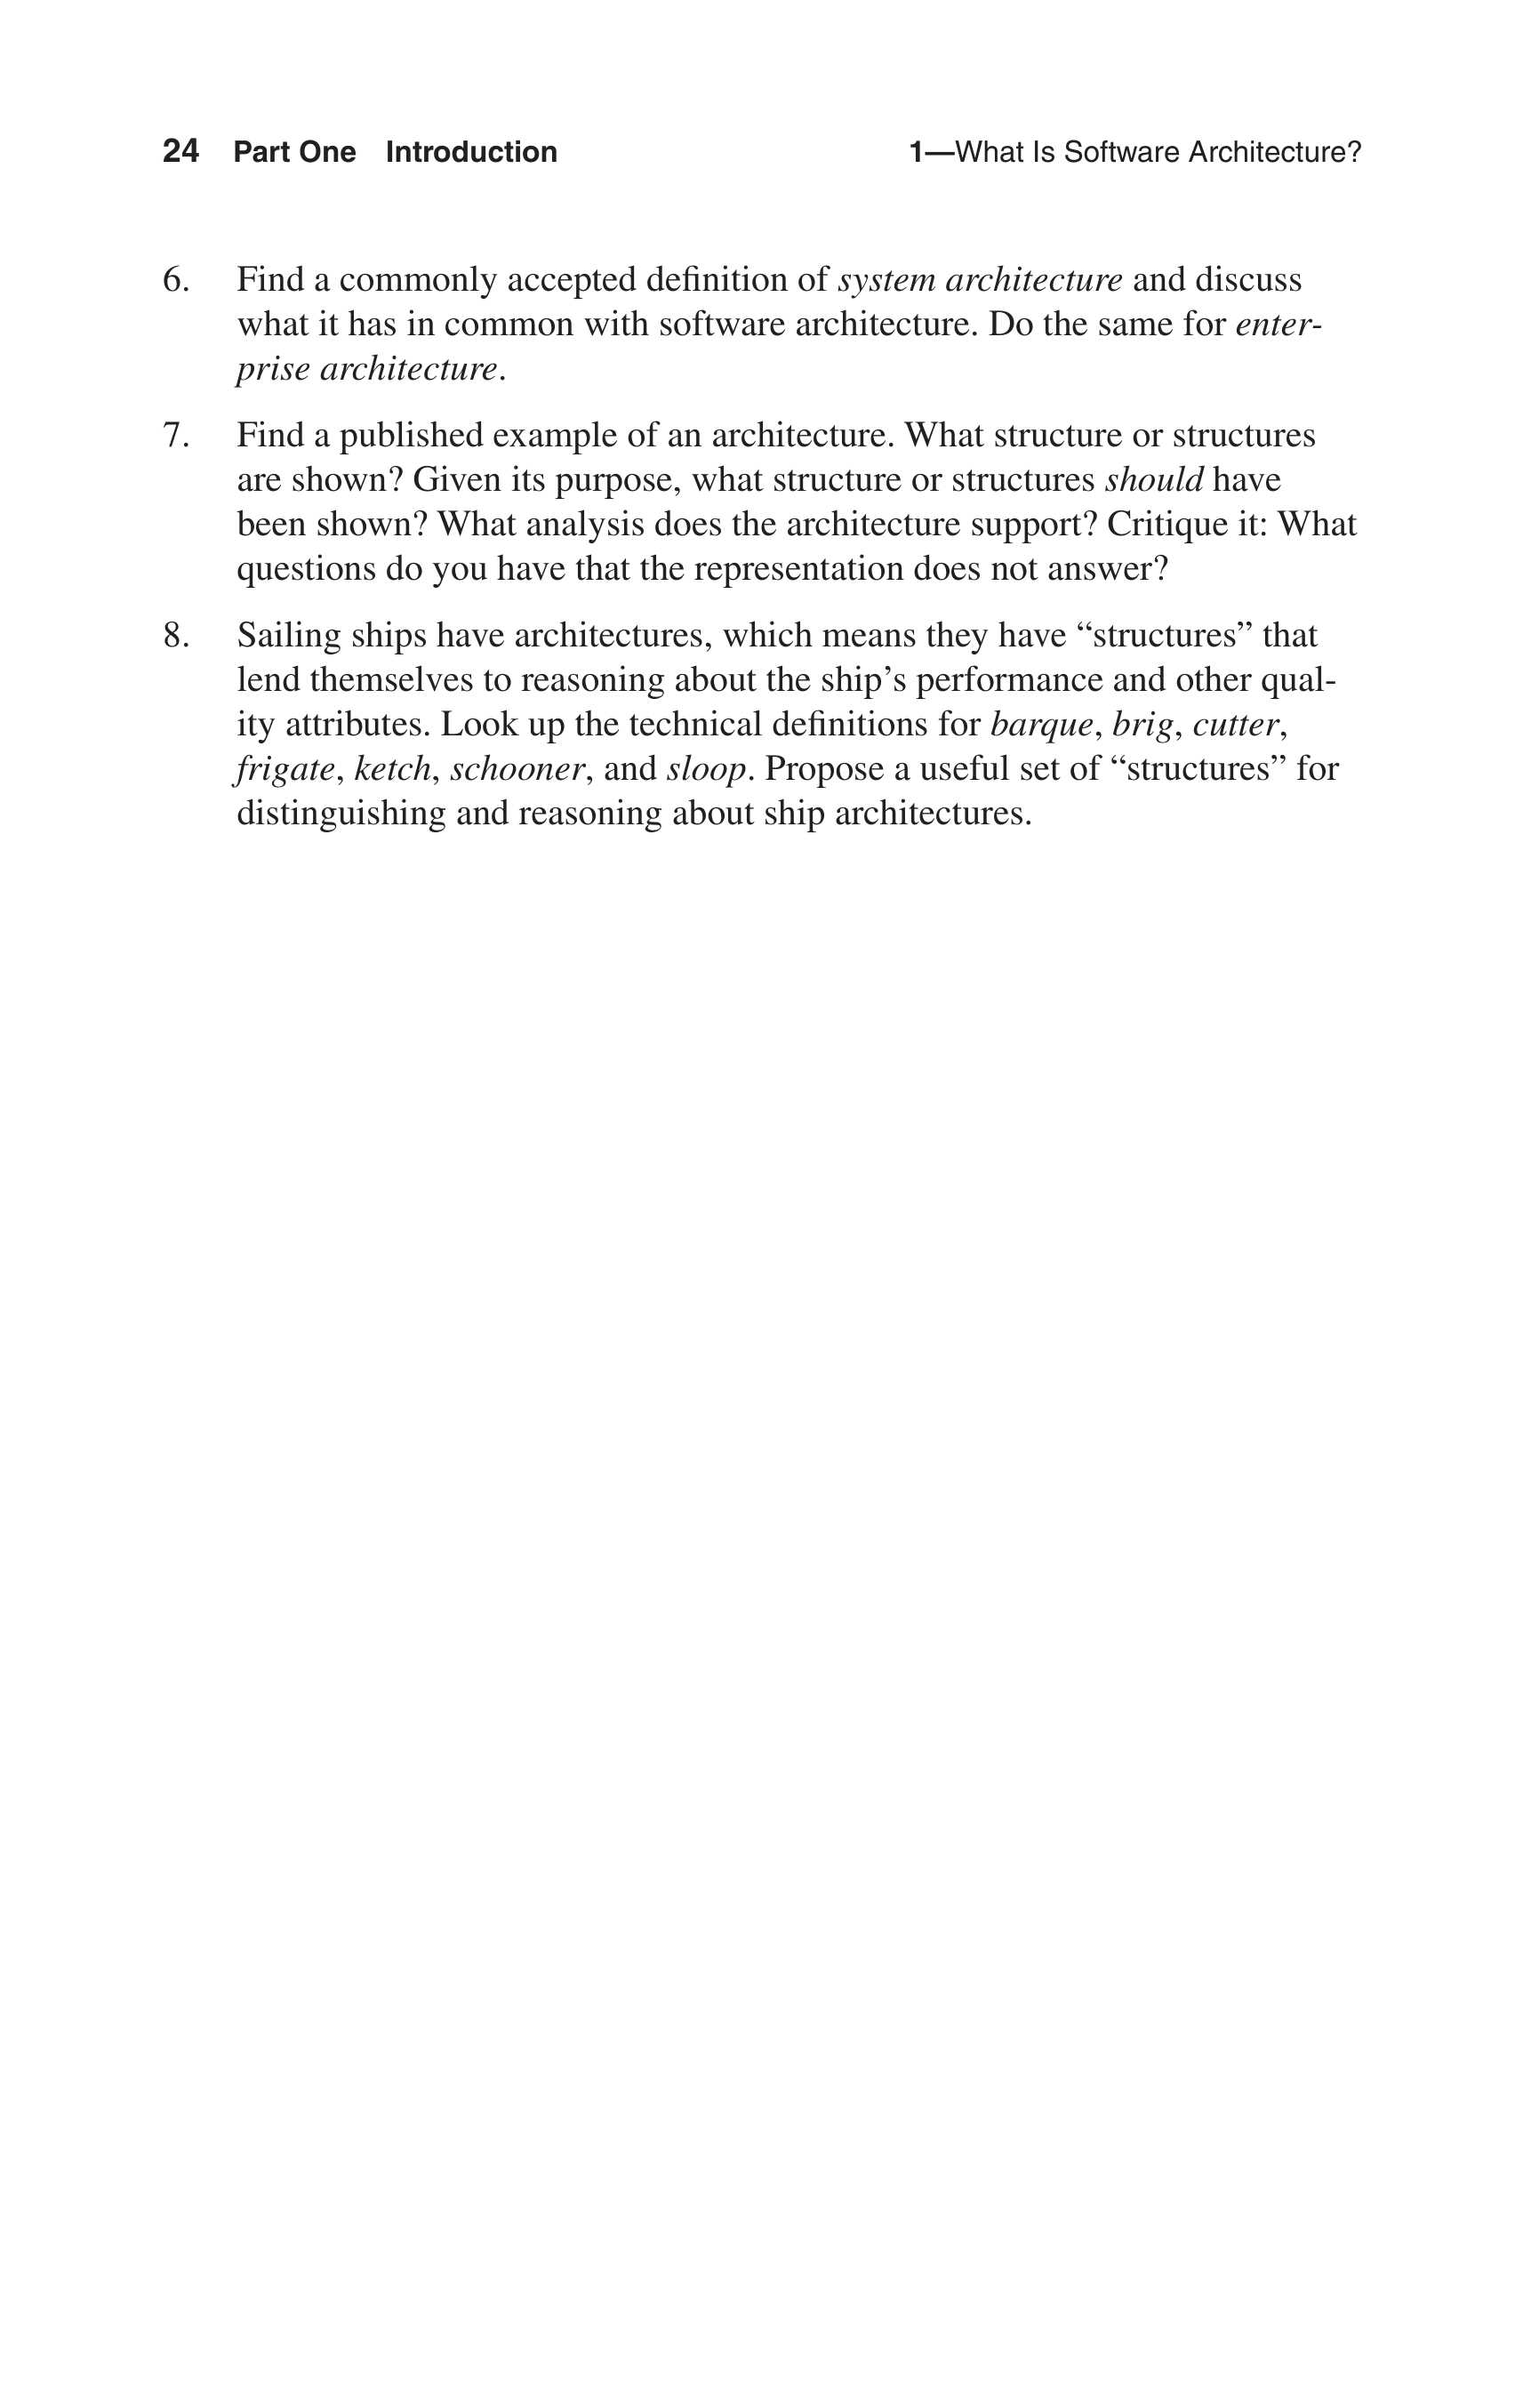 24 Part One Introduction 1—What Is Software Architecture?
6. Find a commonly accepted definition of system architecture and discuss
what it has in common with software architecture. Do the same for enter-
prise architecture.
7. Find a published example of an architecture. What structure or structures
are shown? Given its purpose, what structure or structures should have
been shown? What analysis does the architecture support? Critique it: What
questions do you have that the representation does not answer?
8. Sailing ships have architectures, which means they have “structures” that
lend themselves to reasoning about the ship’s performance and other qual-
ity attributes. Look up the technical definitions for barque, brig, cutter,
frigate, ketch, schooner, and sloop. Propose a useful set of “structures” for
distinguishing and reasoning about ship architectures.